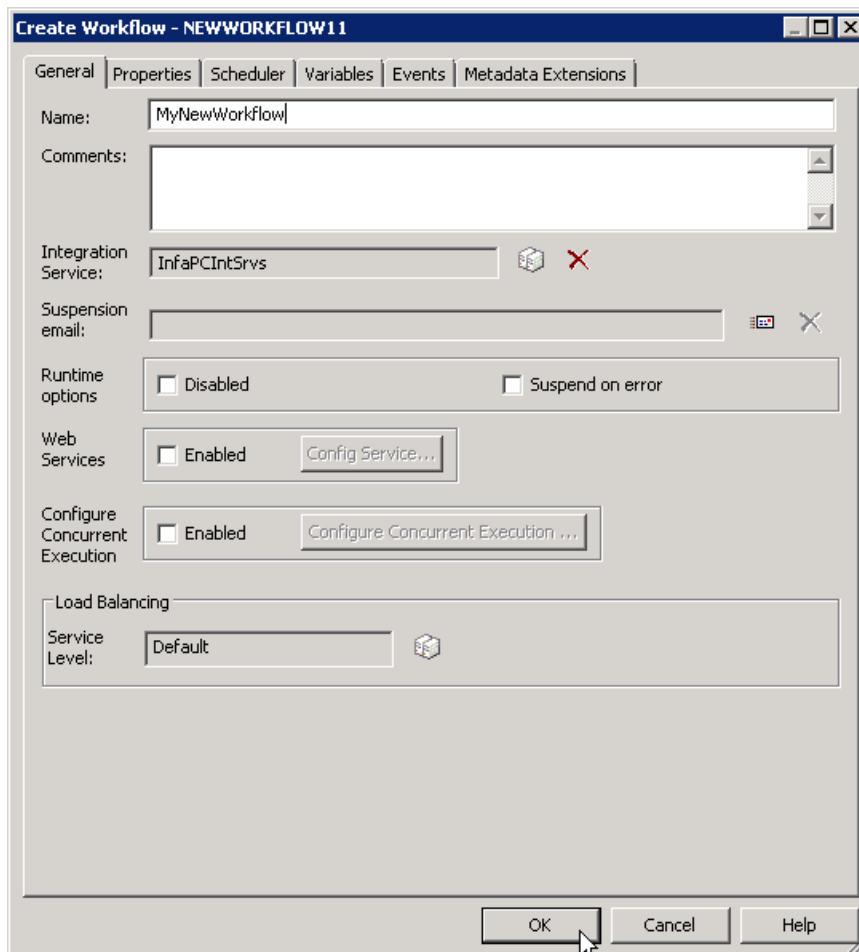 Create Workflow - NEWWORKFLOW11
General Properties Scheduler Variables Events Metadata Extensions
Name: MyNewWorkflow
Comments:
Integration
Service: InfaPCIntSrvs
Suspension
email:
Runtime
options
Disabled Suspend on error
Web
Services
Enabled Config Service...
Configure
Concurrent
Execution
Enabled Configure Concurrent Execution ...
Load Balancing
Service
Level: Default
OK Cancel Help